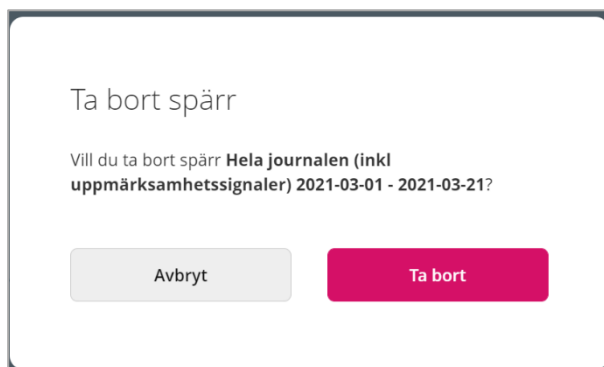 Ta bort spärr
Vill du ta bort spärr Hela journalen (inkl
uppmärksamhetssignaler) 2021-03-01 - 2021-03-21?
Avbryt
Ta bort